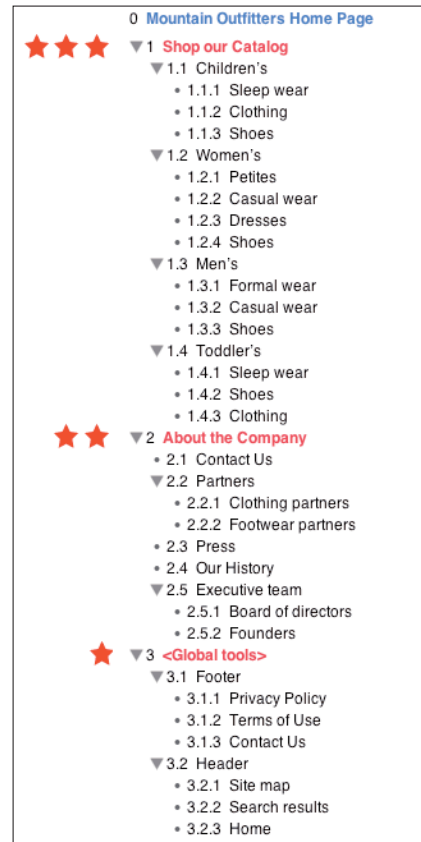 0 Mountain Outfitters Home Page
1 Shop our Catalog
1.1 Children's
1.1.1 Sleep wear
1.1.2 Clothing
1.1.3 Shoes
1.2 Women's
1.2.1 Petites
1.2.2 Casual wear
1.2.3 Dresses
1.2.4 Shoes
1.3 Men's
1.3.1 Formal wear
1.3.2 Casual wear
1.3.3 Shoes
1.4 Toddler's
1.4.1 Sleep wear
1.4.2 Shoes
1.4.3 Clothing
2 About the Company
2.1 Contact Us
2.2 Partners
2.2.1 Clothing partners
2.2.2 Footwear partners
2.3 Press
2.4 Our History
2.5 Executive team
2.5.1 Board of directors
2.5.2 Founders
3 <Global tools>
3.1 Footer
3.1.1 Privacy Policy
3.1.2 Terms of Use
3.1.3 Contact Us
3.2 Header
3.2.1 Site map
3.2.2 Search results
3.2.3 Home